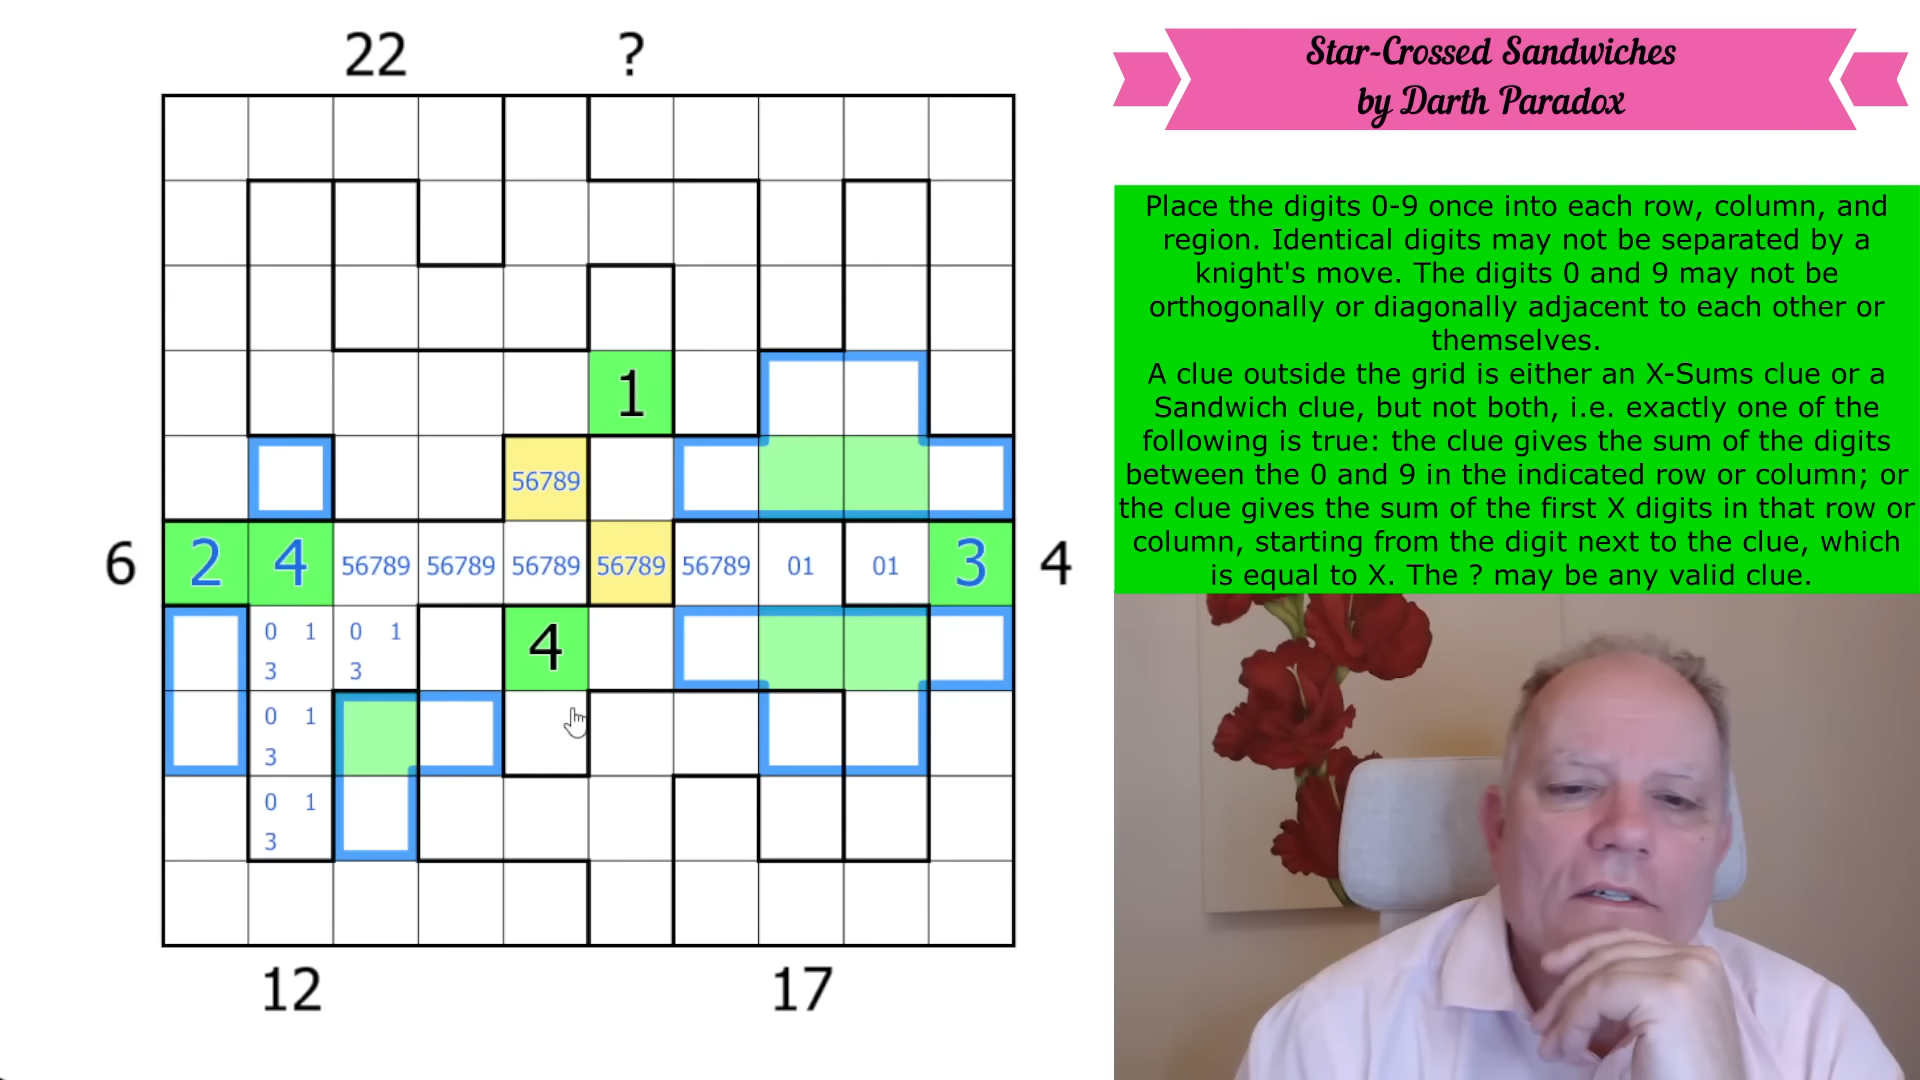 22 ?
Star-Crossed Sandwiches
by Darth Paradox
Place the digits 0-9 once into each row, column, and
region. Identical digits may not be separated by a
knight's move. The digits 0 and 9 may not be
orthogonally or diagonally adjacent to each other or
themselves.
A clue outside the grid is either an X-Sums clue or a
Sandwich clue, but not both, i.e. exactly one of the
following is true: the clue gives the sum of the digits
between the 0 and 9 in the indicated row or column; or
the clue gives the sum of the first X digits in that row or
column, starting from the digit next to the clue, which
is equal to X. The ? may be any valid clue.
1
56789
6 2 4 56789 56789 56789 56789 56789 01 01 3 4
0 1 0 1
3 3
4
0 1
3
0 1
3
12 17